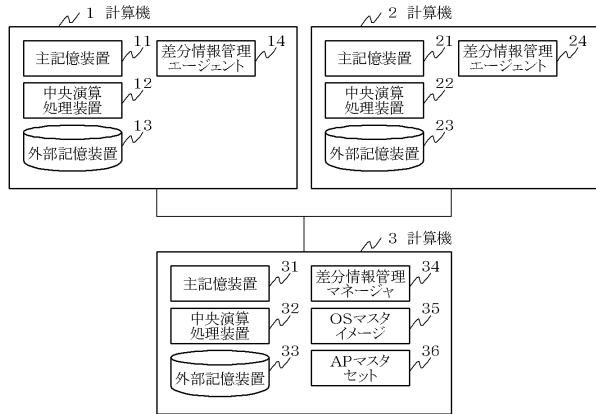 1 計算機
主記憶装置
11
差分情報管理
エージェント
14
中央演算
処理装置
12
外部記憶装置
13
2 計算機
主記憶装置
21
差分情報管理
エージェント
24
中央演算
処理装置
22
外部記憶装置
23
3 計算機
主記憶装置
31
差分情報管理
マネージャ
34
中央演算
処理装置
32
OSマスタ
イメージ
35
外部記憶装置
33
APマスタ
セット
36